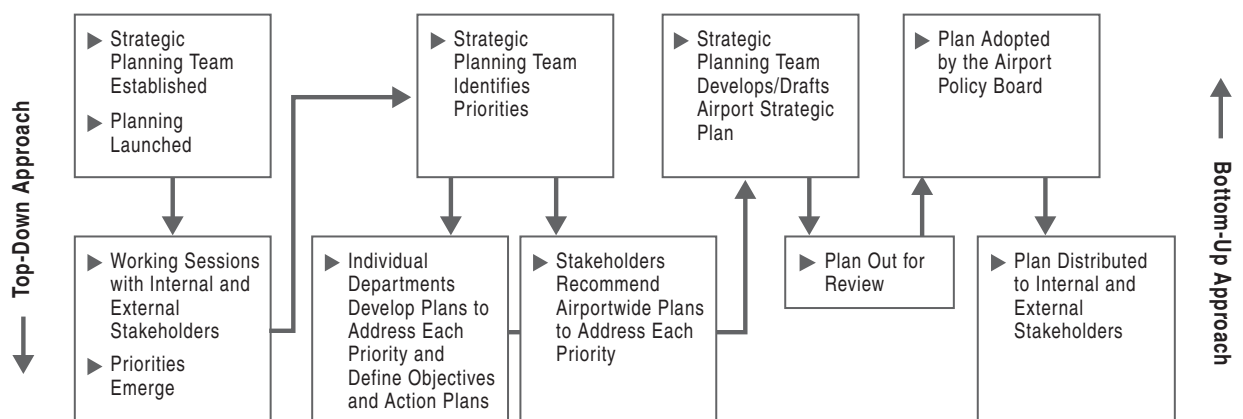 Top-Down Approach
Strategic
Planning Team
Established
Planning
Launched
Working Sessions
with Internal and
External
Stakeholders
Priorities
Emerge
Strategic
Planning Team
Identifies
Priorities
Individual
Departments
Develop Plans to
Address Each
Priority and
Define Objectives
and Action Plans
Stakeholders
Recommend
Airportwide Plans
to Address Each
Priority
Strategic
Planning Team
Develops/Drafts
Airport Strategic
Plan
Plan Out for
Review
Plan Adopted
by the Airport
Policy Board
Plan Distributed
to Internal and
External
Stakeholders
Bottom-Up Approach